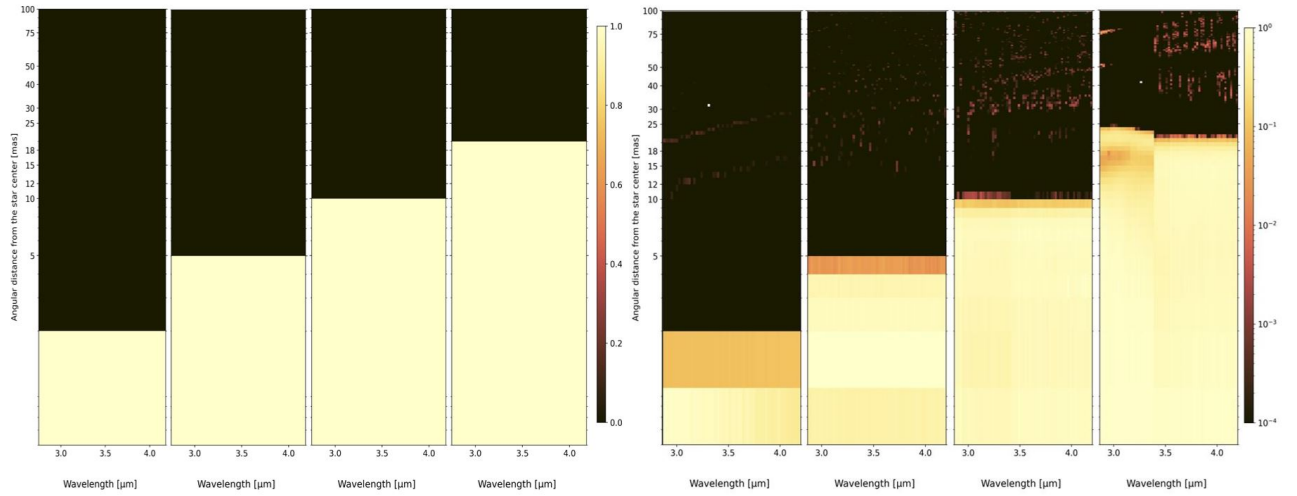 Angular distance from the star center [mas]
100
75
50
40
30
25
18
15
12
10
5
3.0 3.5 4.0
3.0 3.5 4.0
3.0 3.5 4.0
3.0 3.5 4.0
Wavelength [μm]
Wavelength [μm]
Wavelength [μm]
Wavelength [μm]
1.0
0.8
0.6
0.4
0.2
0.0
Angular distance from the star center [mas]
100
75
50
40
30
25
18
15
12
10
5
3.0 3.5 4.0
3.0 3.5 4.0
3.0 3.5 4.0
3.0 3.5 4.0
Wavelength [μm]
Wavelength [μm]
Wavelength [μm]
Wavelength [μm]
10⁰
10⁻¹
10⁻²
10⁻³
10⁻⁴